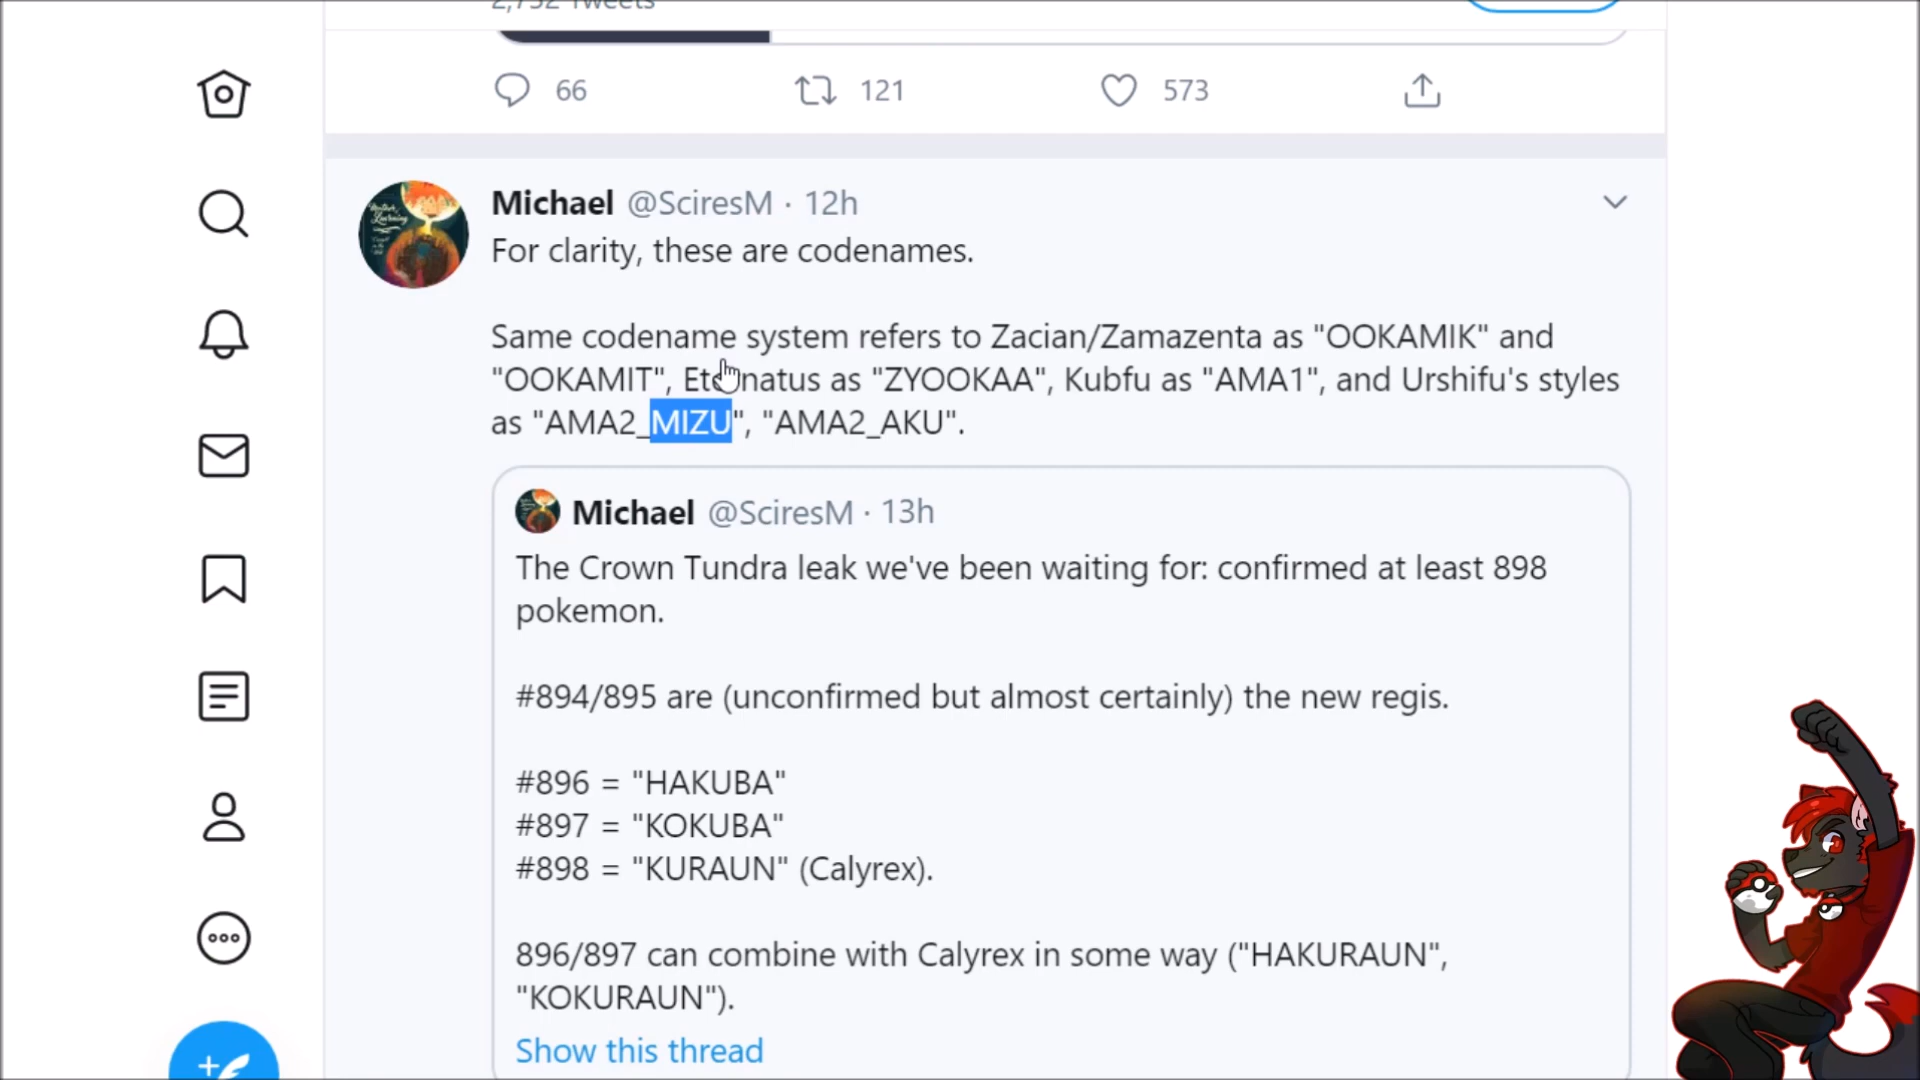 2,752 Tweets
66 121 573
Michael @SciresM · 12h
For clarity, these are codenames.
Same codename system refers to Zacian/Zamazenta as "OOKAMIK" and
"OOKAMIT", Eternatus as "ZYOOKAA", Kubfu as "AMA1", and Urshifu's styles
as "AMA2_MIZU", "AMA2_AKU".
Michael @SciresM · 13h
The Crown Tundra leak we've been waiting for: confirmed at least 898
pokemon.
#894/895 are (unconfirmed but almost certainly) the new regis.
#896 = "HAKUBA"
#897 = "KOKUBA"
#898 = "KURAUN" (Calyrex).
896/897 can combine with Calyrex in some way ("HAKURAUN",
"KOKURAUN").
Show this thread